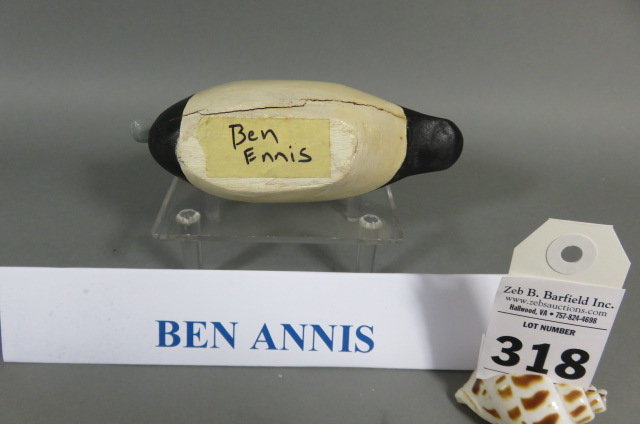 Ben
Ennis
BEN ANNIS
Zeb B. Barfield Inc.
www.zebsauctions.com
Hallwood, VA • 757-824-4698
LOT NUMBER
318